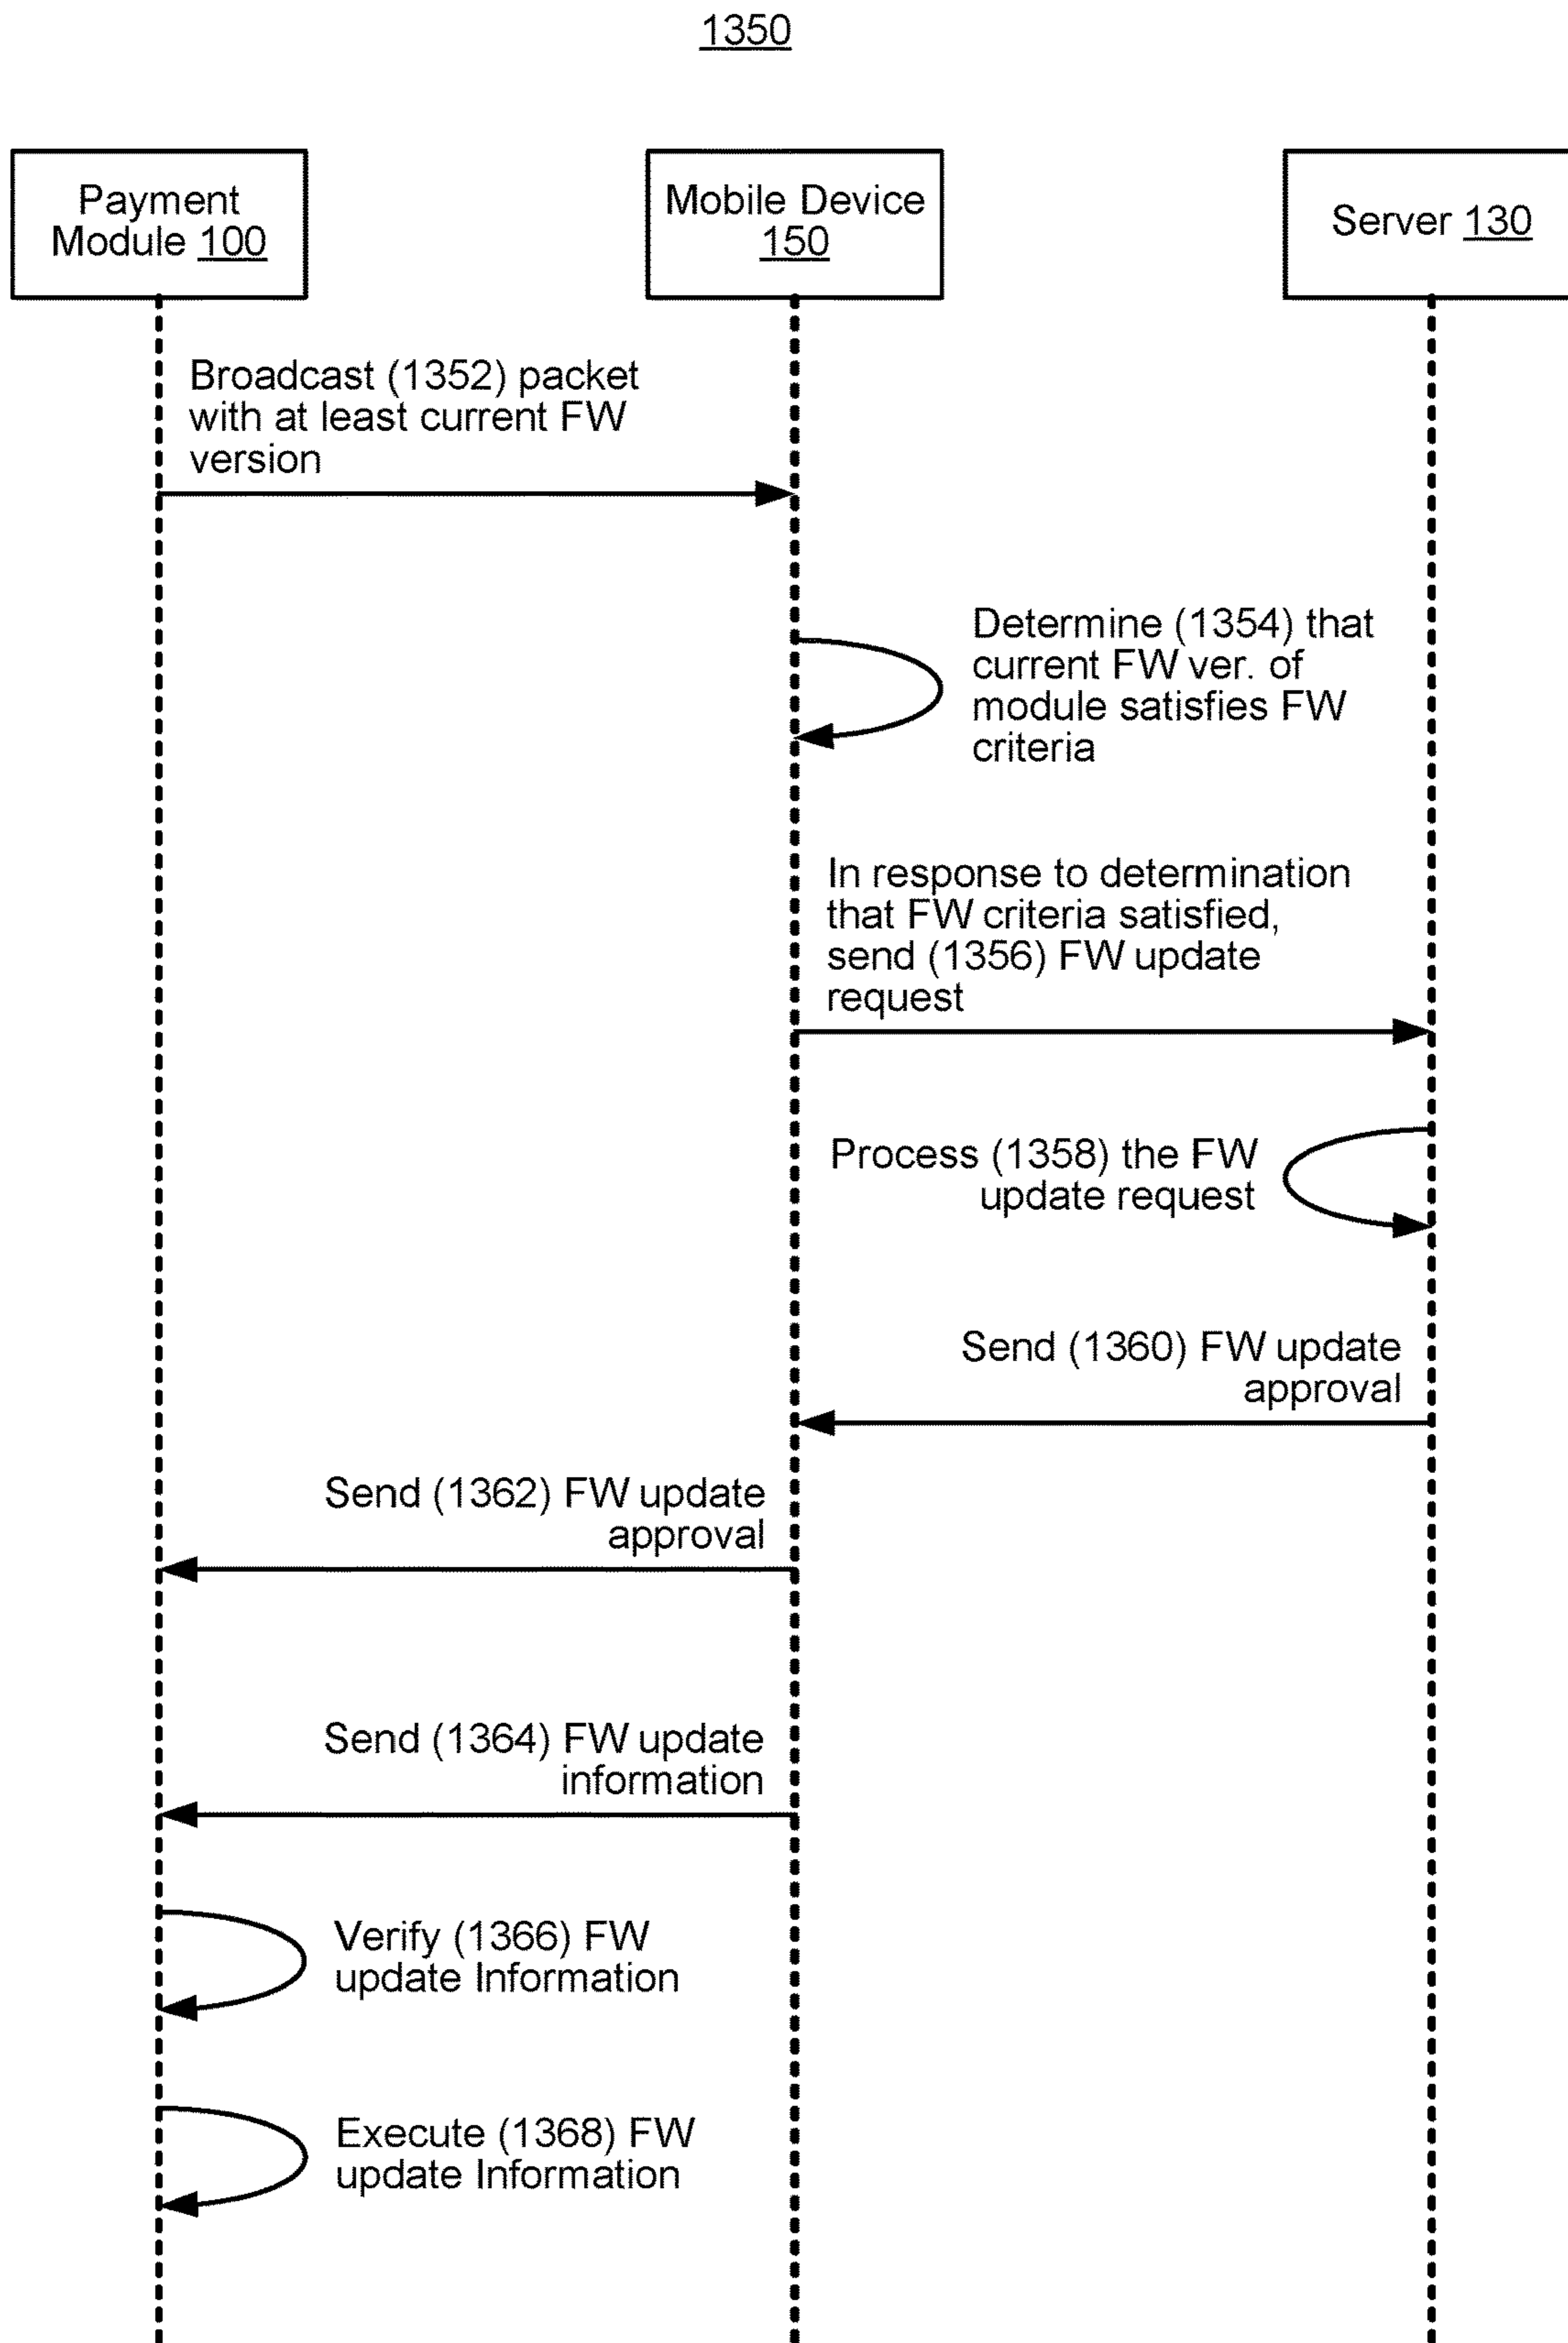 1350
Payment
Module 100
Mobile Device
150
Server 130
Broadcast (1352) packet
with at least current FW
version
Determine (1354) that
current FW ver. of
module satisfies FW
criteria
In response to determination
that FW criteria satisfied,
send (1356) FW update
request
Process (1358) the FW
update request
Send (1360) FW update
approval
Send (1362) FW update
approval
Send (1364) FW update
information
Verify (1366) FW
update Information
Execute (1368) FW
update Information